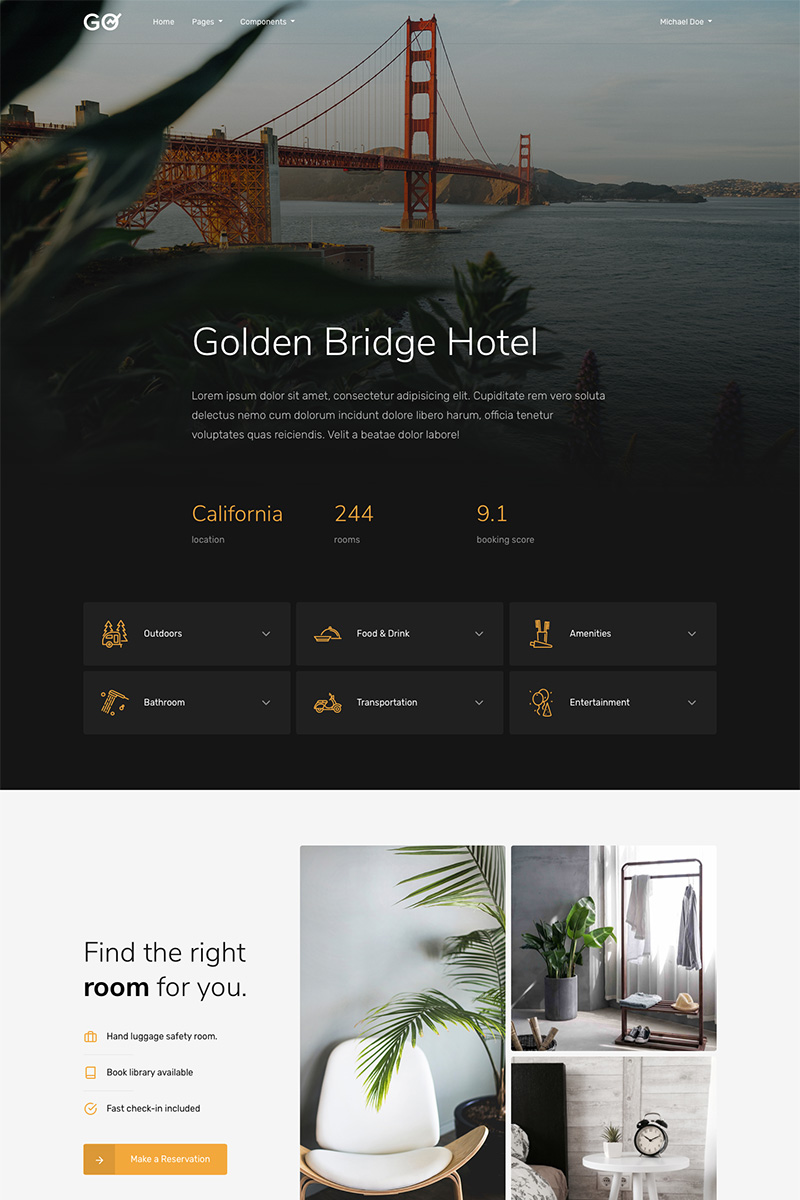 GO
Home Pages Components Michael Doe
Golden Bridge Hotel
Lorem ipsum dolor sit amet, consectetur adipisicing elit. Cupiditate rem vero soluta
delectus nemo cum dolorum incidunt dolore libero harum, officia tenetur
voluptates quas reiciendis. Velit a beatae dolor labore!
California 244 9.1
location rooms booking score
Outdoors Food & Drink Amenities
Bathroom Transportation Entertainment
Find the right
room for you.
Hand luggage safety room.
Book library available
Fast check-in included
Make a Reservation